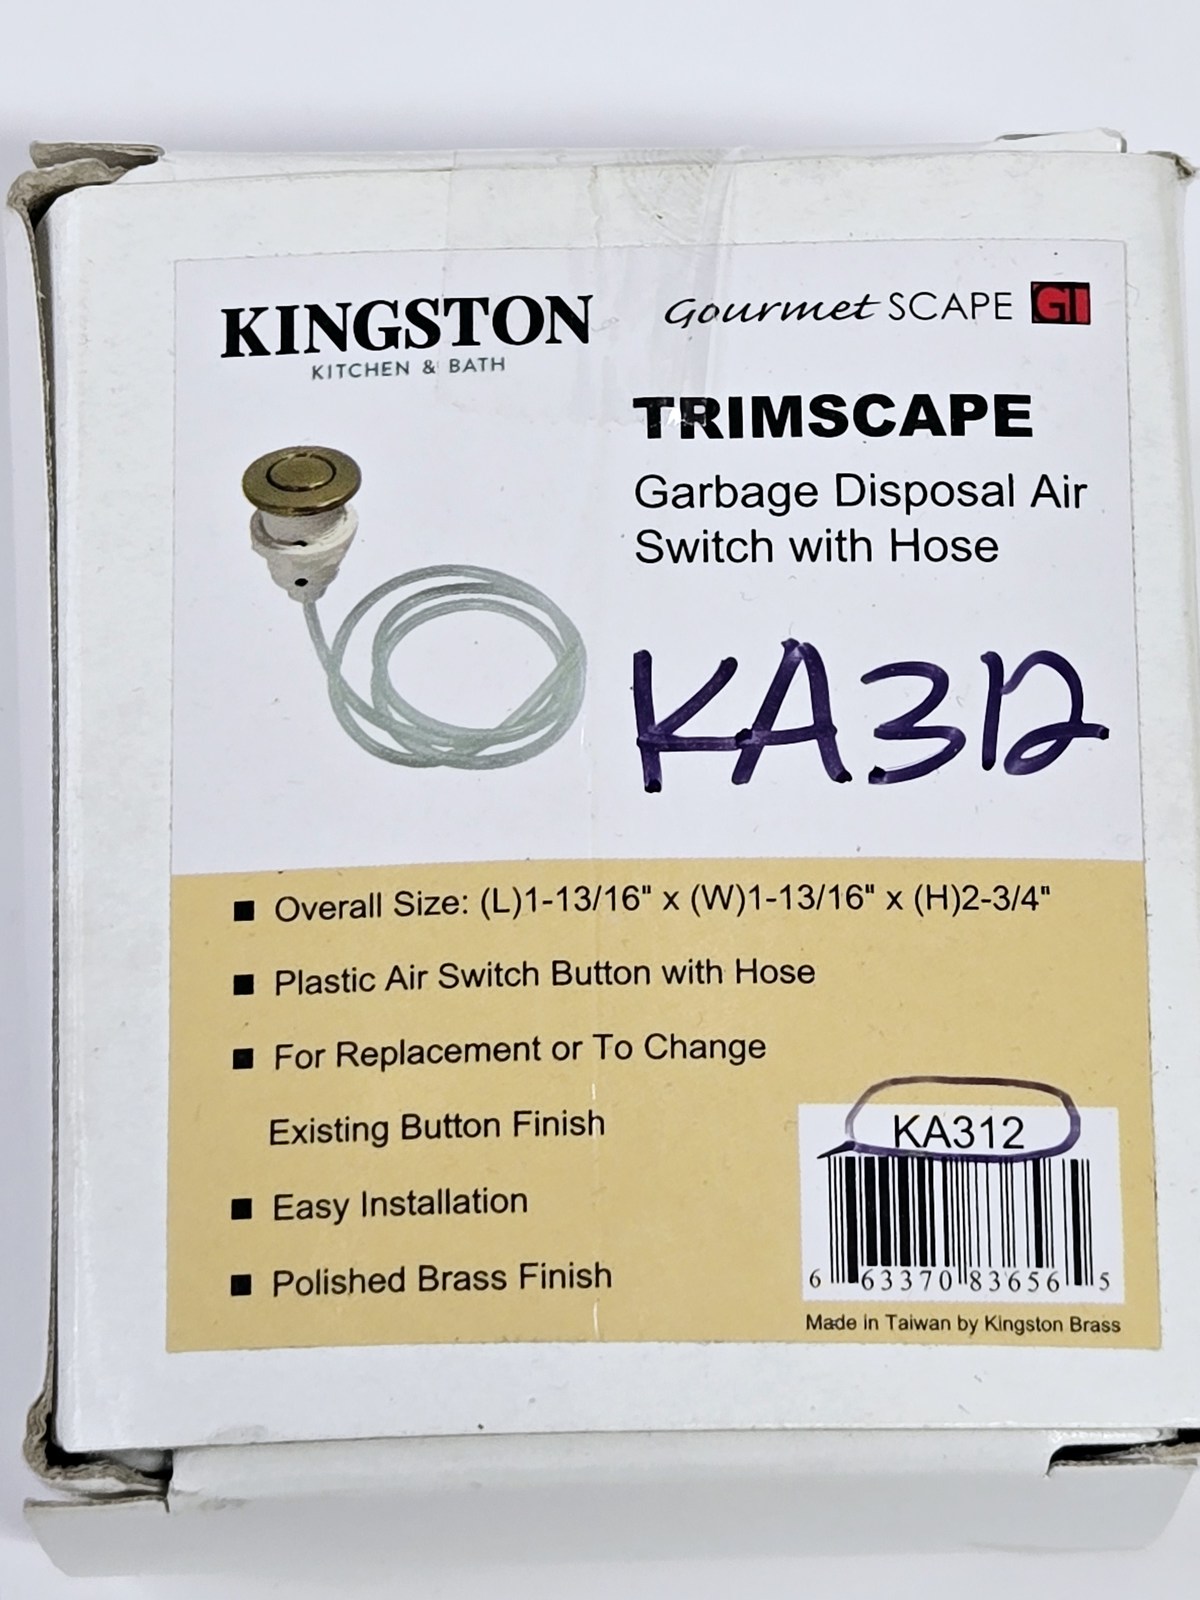 KINGSTON
KITCHEN & BATH
Gourmet SCAPE GI
TRIMSCAPE
Garbage Disposal Air
Switch with Hose
KA312
■ Overall Size: (L)1-13/16" x (W)1-13/16" x (H)2-3/4"
■ Plastic Air Switch Button with Hose
■ For Replacement or To Change
Existing Button Finish
■ Easy Installation
■ Polished Brass Finish
KA312
6 63370 83656 5
Made in Taiwan by Kingston Brass